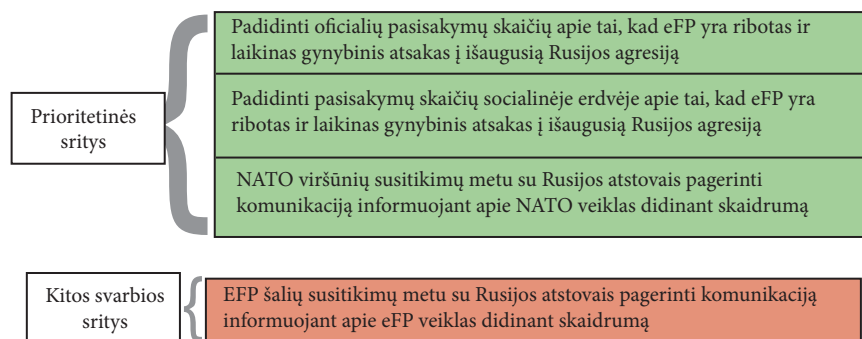 Prioritetinės
sritys
Padidinti oficialių pasisakymų skaičių apie tai, kad eFP yra ribotas ir
laikinas gynybinis atsakas į išaugusią Rusijos agresiją
Padidinti pasisakymų skaičių socialinėje erdvėje apie tai, kad eFP yra
ribotas ir laikinas gynybinis atsakas į išaugusią Rusijos agresiją
NATO viršūnių susitikimų metu su Rusijos atstovais pagerinti
komunikaciją informuojant apie NATO veiklas didinant skaidrumą
Kitos svarbios
sritys
EFP šalių susitikimų metu su Rusijos atstovais pagerinti komunikaciją
informuojant apie eFP veiklas didinant skaidrumą